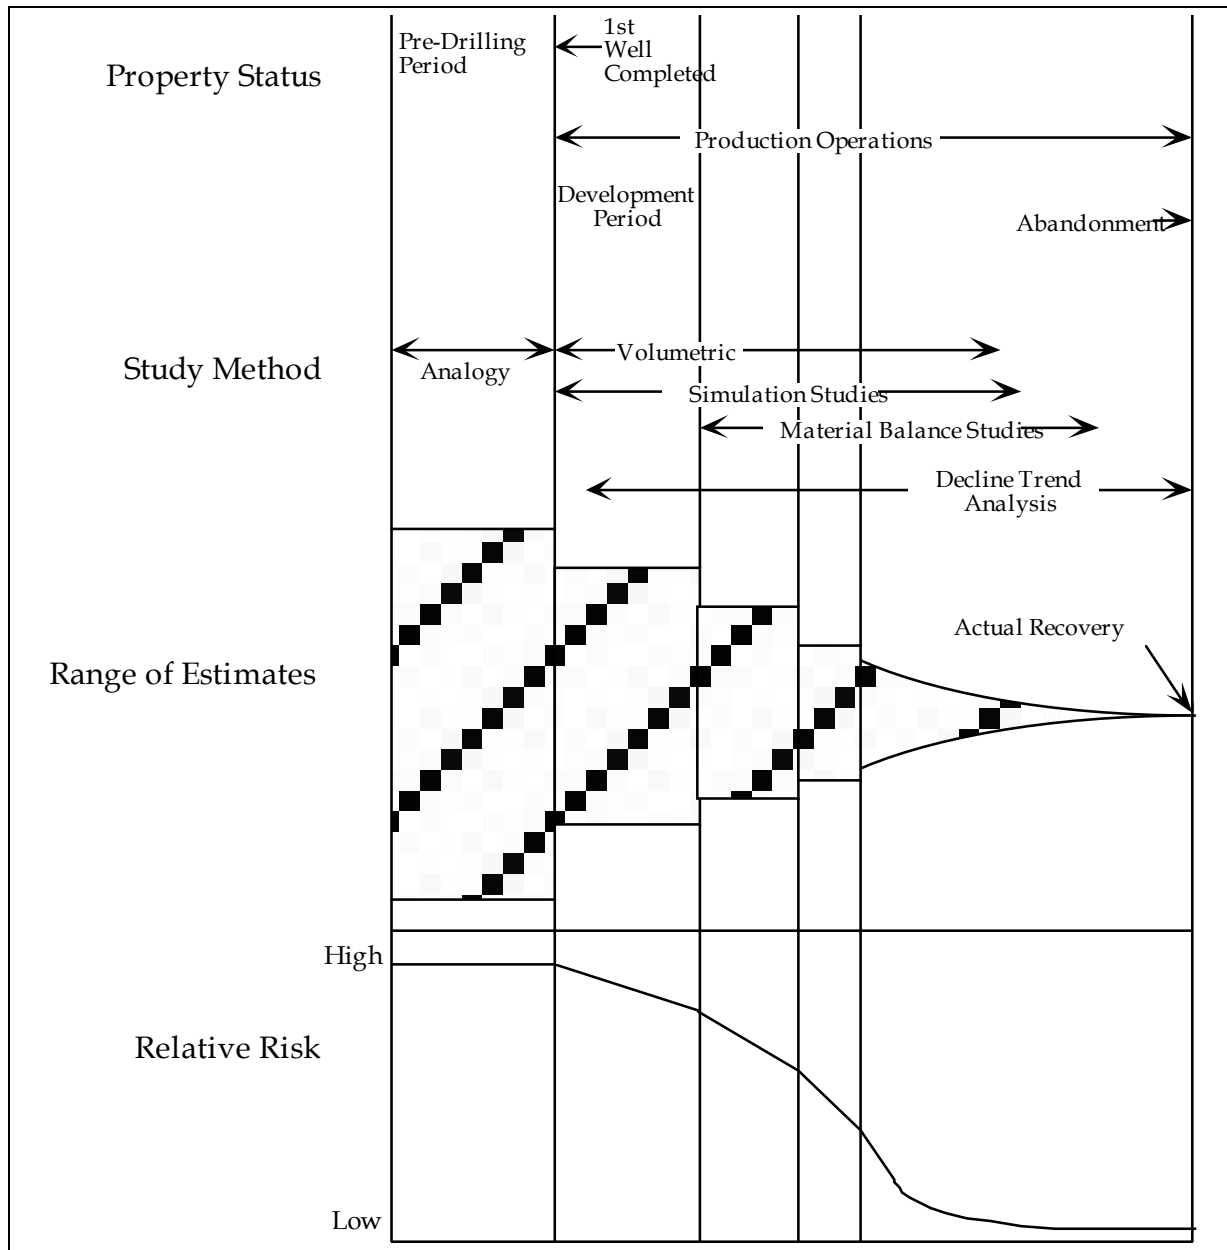 Property Status
Pre-Drilling
Period
1st
Well
Completed
Production Operations
Development
Period
Abandonment
Study Method
Analogy
Volumetric
Simulation Studies
Material Balance Studies
Decline Trend
Analysis
Range of Estimates
Actual Recovery
High
Relative Risk
Low